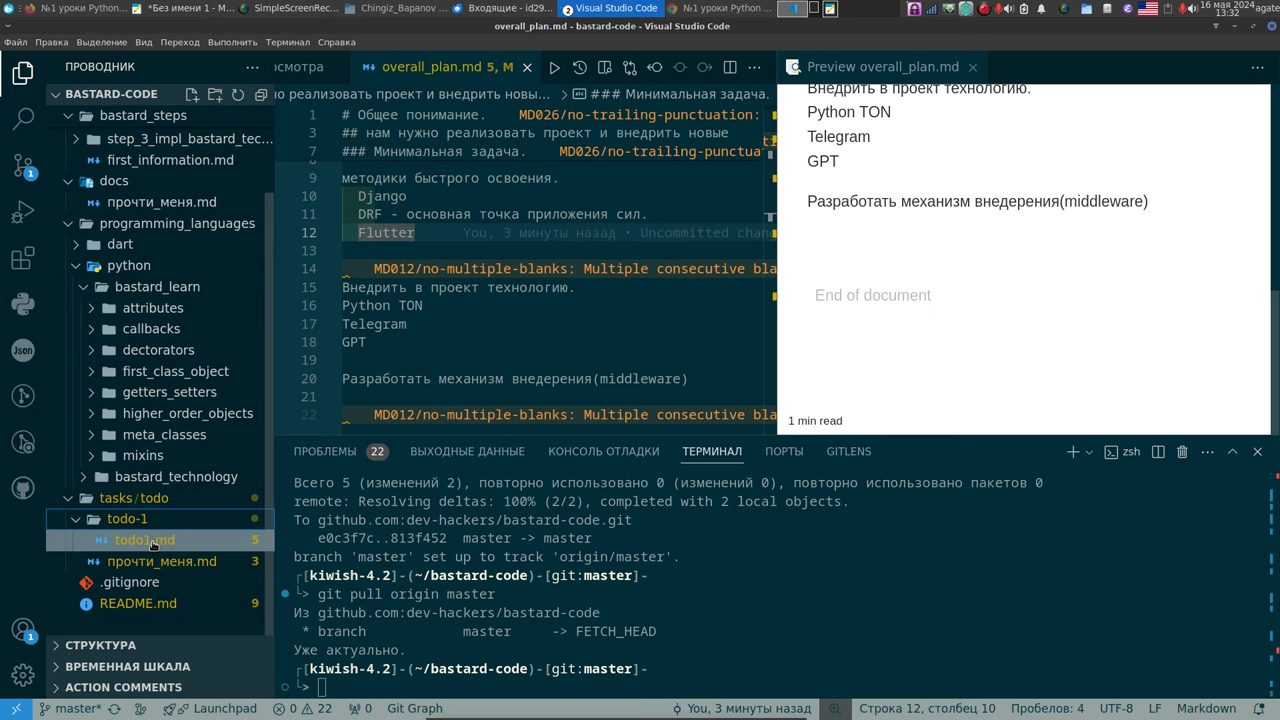 №1 уроки Python...
*Без имени 1 - M...
SimpleScreenRec...
Chingiz_Bapanov ...
Входящие - id29...
2 Visual Studio Code
№1 уроки Python...
16 мая 2024
13:32
agate
overall_plan.md - bastard-code - Visual Studio Code
Файл Правка Выделение Вид Переход Выполнить Терминал Справка
ПРОВОДНИК
осмотра
overall_plan.md 5, M
Preview overall_plan.md
BASTARD-CODE
но реализовать проект и внедрить новы... > ### Минимальная задача.
bastard_steps
step_3_impl_bastard_tec...
first_information.md
docs
прочти_меня.md
programming_languages
dart
python
bastard_learn
attributes
callbacks
dectorators
first_class_object
getters_setters
higher_order_objects
meta_classes
mixins
bastard_technology
tasks/todo
todo-1
todo1.md 5
прочти_меня.md 3
.gitignore
README.md 9
СТРУКТУРА
ВРЕМЕННАЯ ШКАЛА
ACTION COMMENTS
Json
1
1
1 # Общее понимание. MD026/no-trailing-punctuation:
3 ## нам нужно реализовать проект и внедрить новые
7 ### Минимальная задача. MD026/no-trailing-punctua
8
9 методики быстрого освоения.
10 Django
11 DRF - основная точка приложения сил.
12 Flutter You, 3 минуты назад • Uncommitted chan
13
14 MD012/no-multiple-blanks: Multiple consecutive bla
15 Внедрить в проект технологию.
16 Python TON
17 Telegram
18 GPT
19
20 Разработать механизм внедерения(middleware)
21
22 MD012/no-multiple-blanks: Multiple consecutive bla
Внедрить в проект технологию.
Python TON
Telegram
GPT
Разработать механизм внедерения(middleware)
End of document
1 min read
ПРОБЛЕМЫ 22 ВЫХОДНЫЕ ДАННЫЕ КОНСОЛЬ ОТЛАДКИ ТЕРМИНАЛ ПОРТЫ GITLENS
zsh
Всего 5 (изменений 2), повторно использовано 0 (изменений 0), повторно использовано пакетов 0
remote: Resolving deltas: 100% (2/2), completed with 2 local objects.
To github.com:dev-hackers/bastard-code.git
e0c3f7c..813f452 master -> master
branch 'master' set up to track 'origin/master'.
┌[kiwish-4.2]-(~/bastard-code)-[git:master]-
└> git pull origin master
Из github.com:dev-hackers/bastard-code
* branch master -> FETCH_HEAD
Уже актуально.
┌[kiwish-4.2]-(~/bastard-code)-[git:master]-
└>
master* Launchpad 0 22 0 Git Graph You, 3 минуты назад Строка 12, столбец 10 Пробелов: 4 UTF-8 LF Markdown